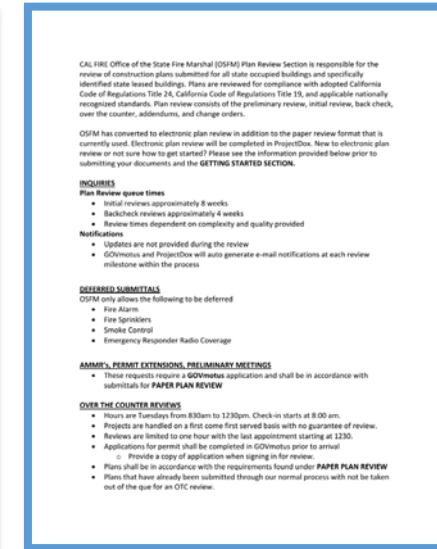 CAL FIRE Office of the State Fire Marshal (OSFM) Plan Review Section is responsible for the
review of construction plans submitted for all state occupied buildings and specifically
identified state leased buildings. Plans are reviewed for compliance with adopted California
Code of Regulations Title 24, California Code of Regulations Title 19, and applicable nationally
recognized standards. Plan review consists of the preliminary review, initial review, back check,
over the counter, addendums, and change orders.
OSFM has converted to electronic plan review in addition to the paper review format that is
currently used. Electronic plan review will be completed in ProjectDox. New to electronic plan
review or not sure how to get started? Please see the information provided below prior to
submitting your documents and the GETTING STARTED SECTION.
INQUIRIES
Plan Review queue times
• Initial reviews approximately 8 weeks
• Backcheck reviews approximately 4 weeks
• Review times dependent on complexity and quality provided
Notifications
• Updates are not provided during the review
• GOVmotus and ProjectDox will auto generate e-mail notifications at each review
milestone within the process
DEFERRED SUBMITTALS
OSFM only allows the following to be deferred
• Fire Alarm
• Fire Sprinklers
• Smoke Control
• Emergency Responder Radio Coverage
AMMR's, PERMIT EXTENSIONS, PRELIMINARY MEETINGS
• These requests require a GOVmotus application and shall be in accordance with
submittals for PAPER PLAN REVIEW
OVER THE COUNTER REVIEWS
• Hours are Tuesdays from 830am to 1230pm. Check-in starts at 8:00 am.
• Projects are handled on a first come first served basis with no guarantee of review.
• Reviews are limited to one hour with the last appointment starting at 1230.
• Applications for permit shall be completed in GOVmotus prior to arrival
o Provide a copy of application when signing in for review.
• Plans shall be in accordance with the requirements found under PAPER PLAN REVIEW
• Plans that have already been submitted through our normal process with not be taken
out of the que for an OTC review.